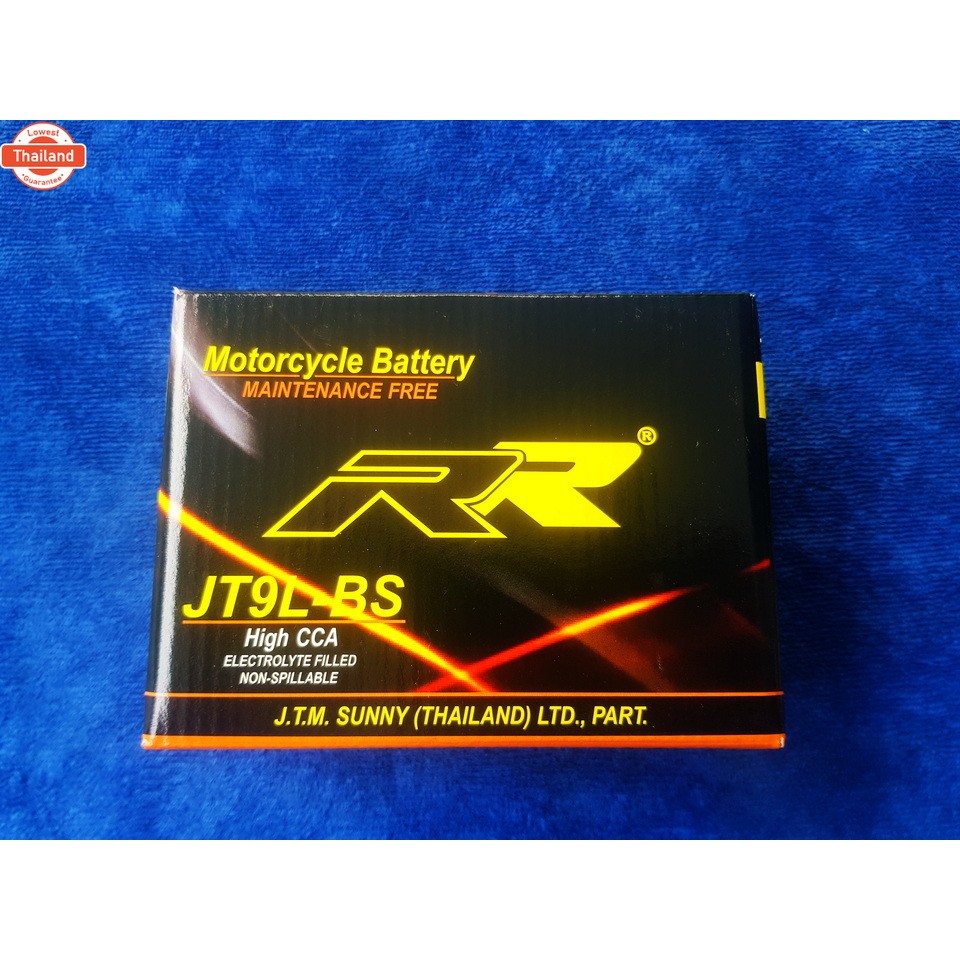 Lowest
Thailand
Guarantee
Motorcycle Battery
MAINTENANCE FREE
RR®
JT9L-BS
High CCA
ELECTROLYTE FILLED
NON-SPILLABLE
J.T.M. SUNNY (THAILAND) LTD., PART.